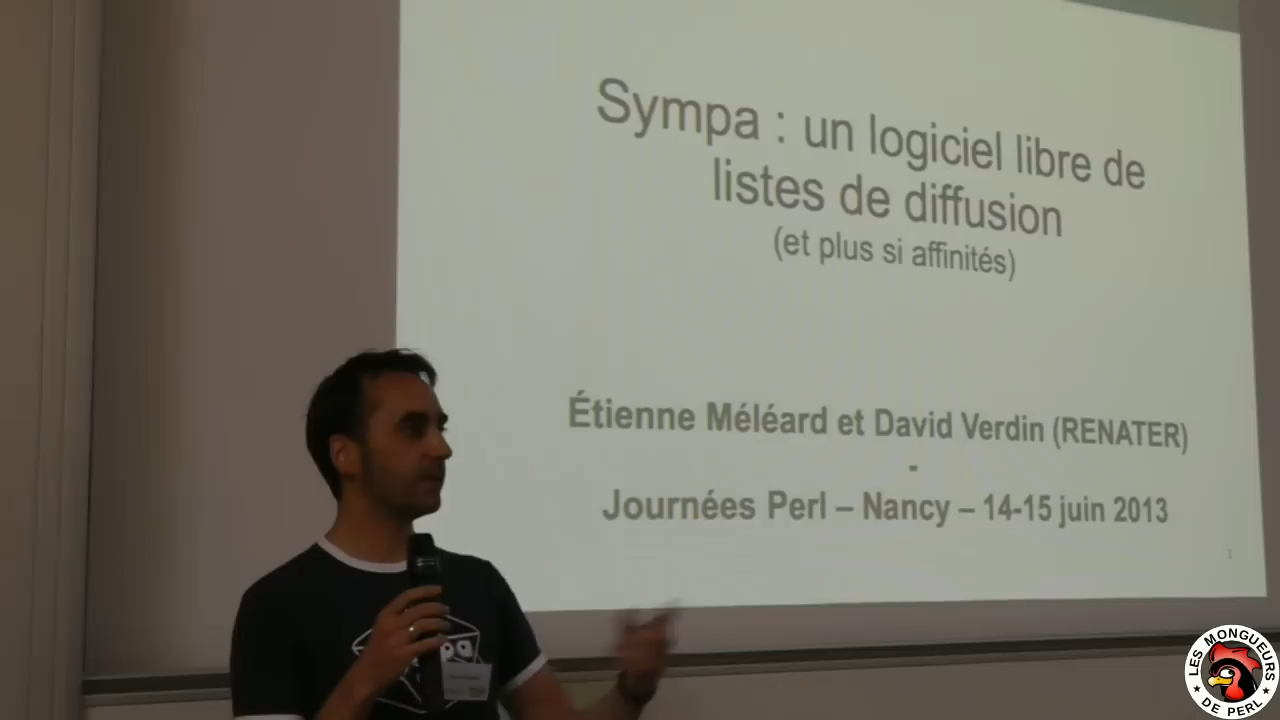 Sympa : un logiciel libre de
listes de diffusion
(et plus si affinités)
Étienne Méléard et David Verdin (RENATER)
-
Journées Perl – Nancy – 14-15 juin 2013
1
LES MONGUEURS
DE PERL